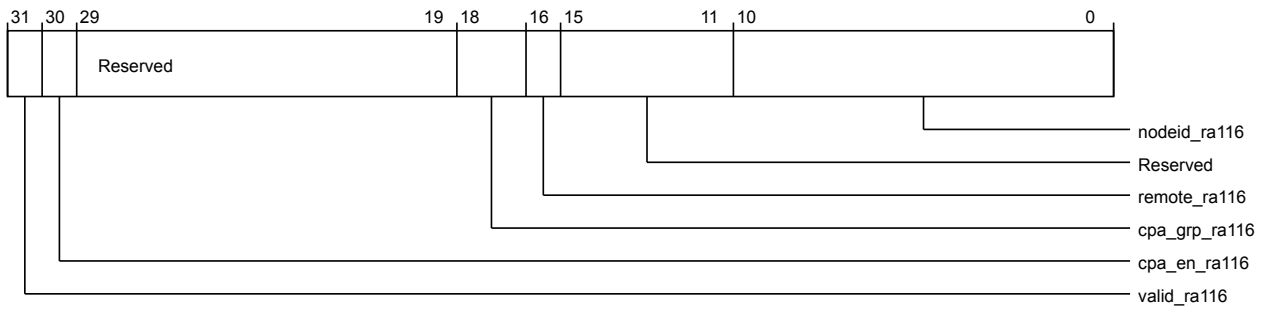 31 30 29 19 18 16 15 11 10 0
Reserved
nodeid_ra116
Reserved
remote_ra116
cpa_grp_ra116
cpa_en_ra116
valid_ra116